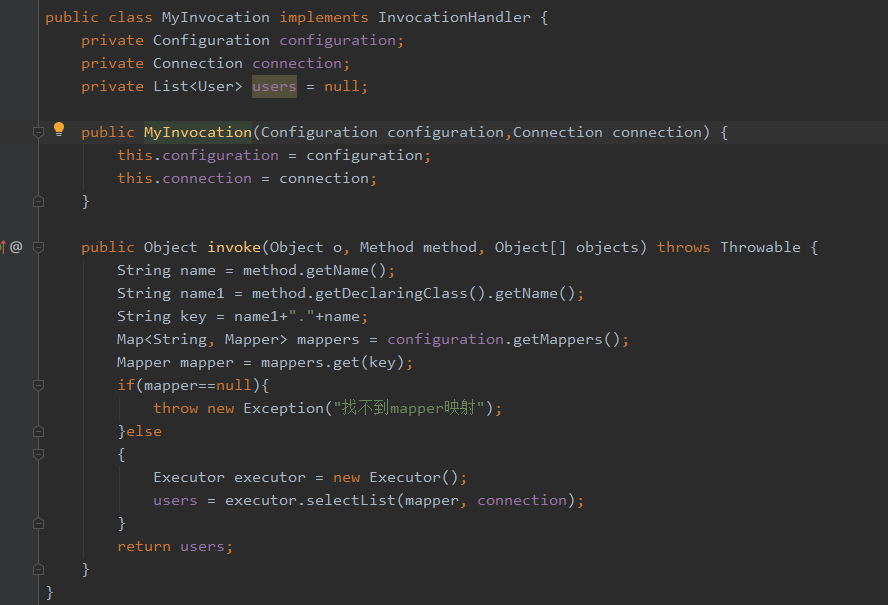 public class MyInvocation implements InvocationHandler {
    private Configuration configuration;
    private Connection connection;
    private List<User> users = null;
    public MyInvocation(Configuration configuration,Connection connection) {
        this.configuration = configuration;
        this.connection = connection;
    }
@    public Object invoke(Object o, Method method, Object[] objects) throws Throwable {
        String name = method.getName();
        String name1 = method.getDeclaringClass().getName();
        String key = name1+"."+name;
        Map<String, Mapper> mappers = configuration.getMappers();
        Mapper mapper = mappers.get(key);
        if(mapper==null){
            throw new Exception("找不到mapper映射");
        }else
        {
            Executor executor = new Executor();
            users = executor.selectList(mapper, connection);
        }
        return users;
    }
}